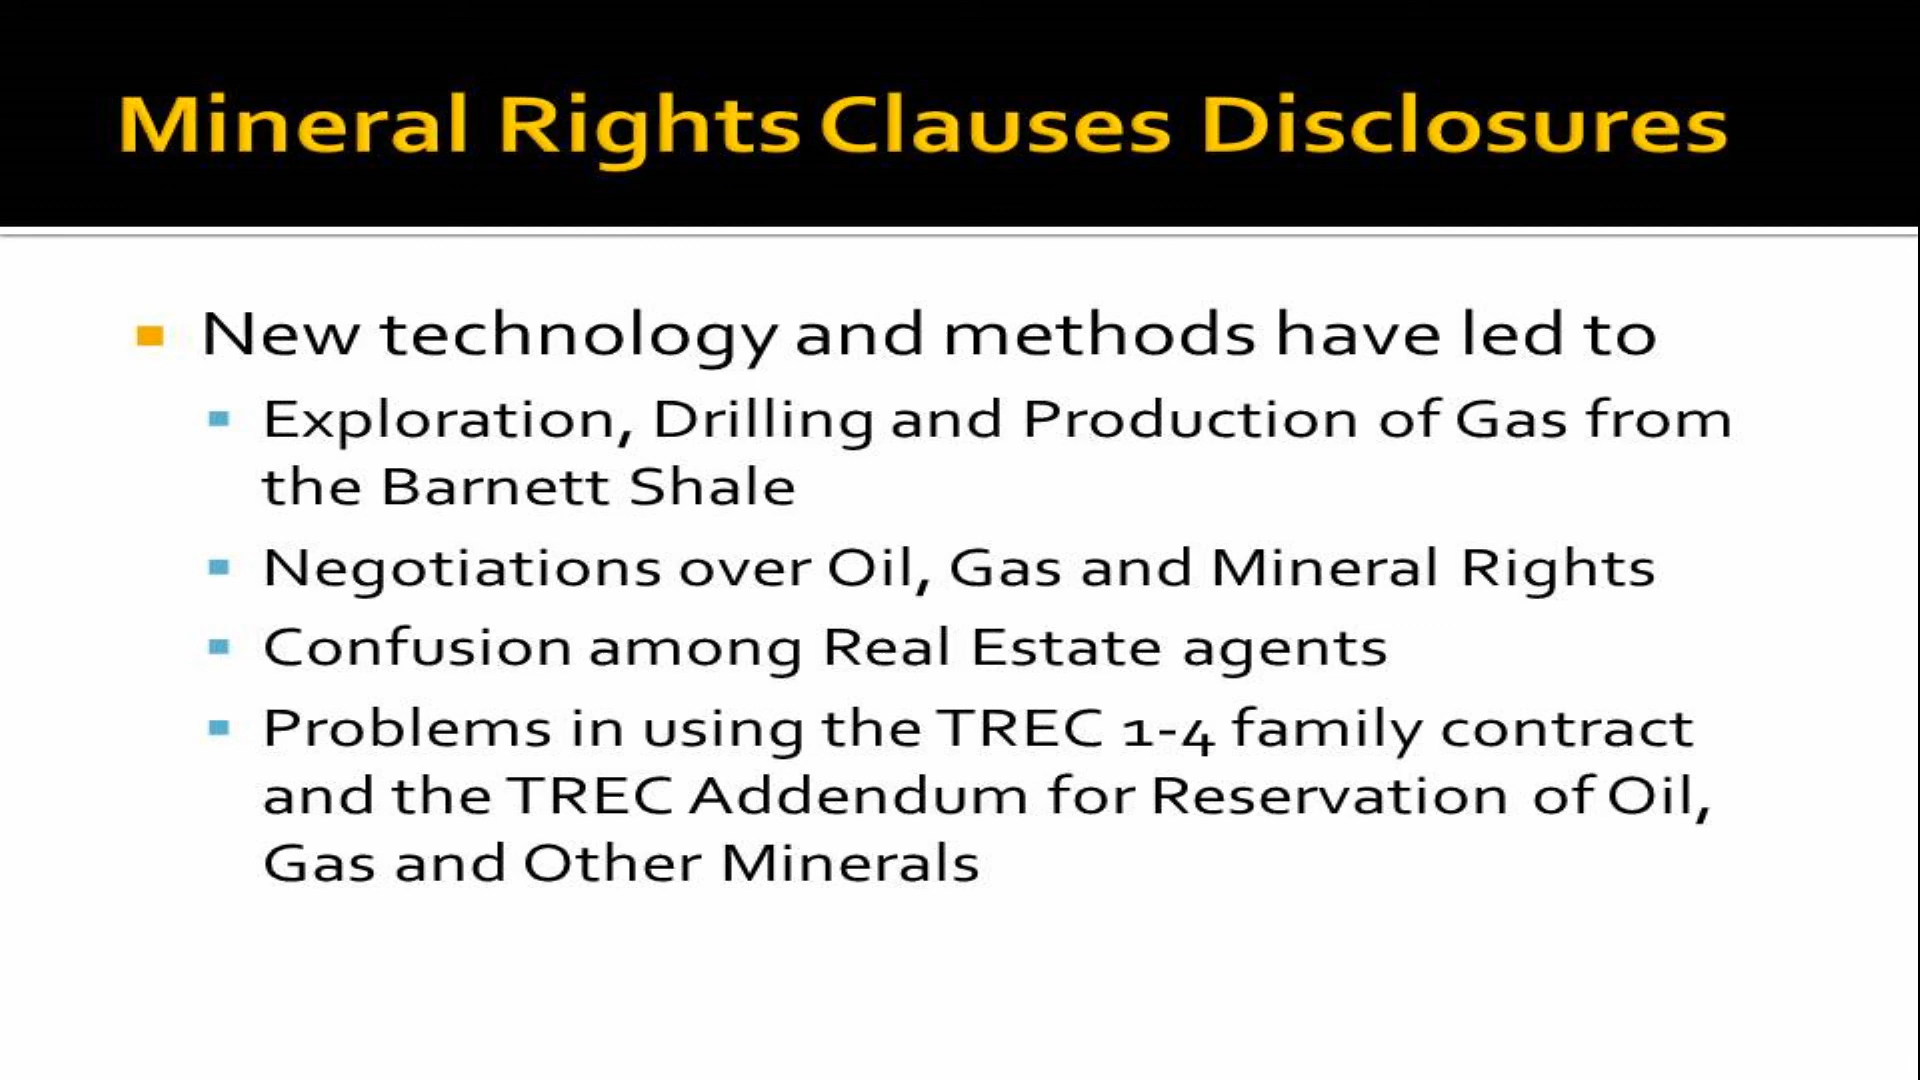 Mineral Rights Clauses Disclosures
New technology and methods have led to
Exploration, Drilling and Production of Gas from
the Barnett Shale
Negotiations over Oil, Gas and Mineral Rights
Confusion among Real Estate agents
Problems in using the TREC 1-4 family contract
and the TREC Addendum for Reservation of Oil,
Gas and Other Minerals